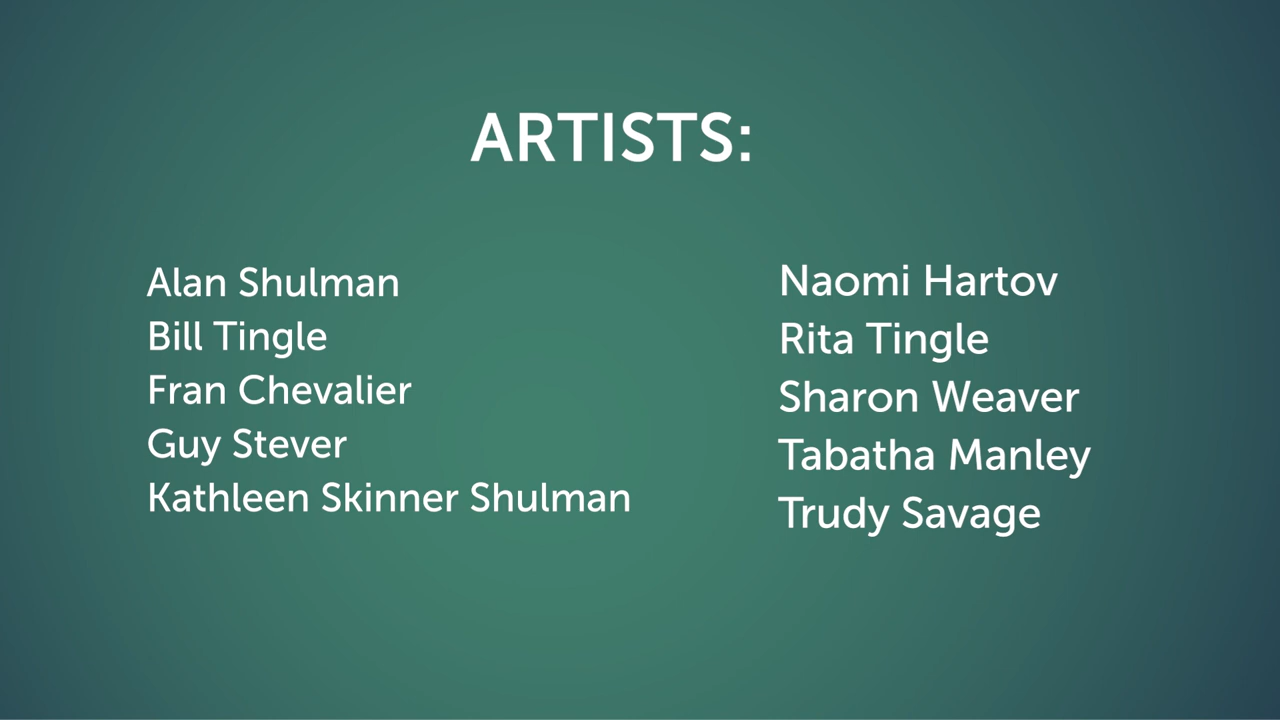 ARTISTS:
Alan Shulman
Bill Tingle
Fran Chevalier
Guy Stever
Kathleen Skinner Shulman
Naomi Hartov
Rita Tingle
Sharon Weaver
Tabatha Manley
Trudy Savage